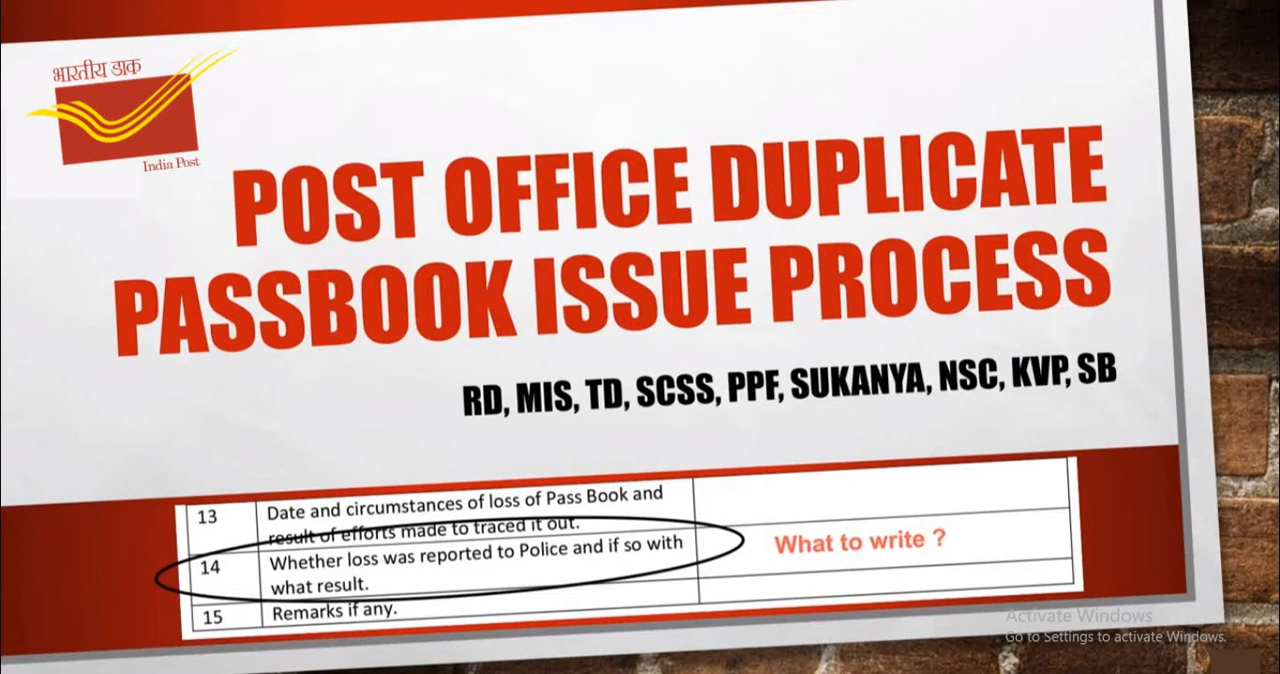 भारतीय डाक
India Post
POST OFFICE DUPLICATE
PASSBOOK ISSUE PROCESS
RD, MIS, TD, SCSS, PPF, SUKANYA, NSC, KVP, SB
13 Date and circumstances of loss of Pass Book and
result of efforts made to traced it out.
14 Whether loss was reported to Police and if so with
what result.
What to write ?
15 Remarks if any.
Activate Windows
Go to Settings to activate Windows.